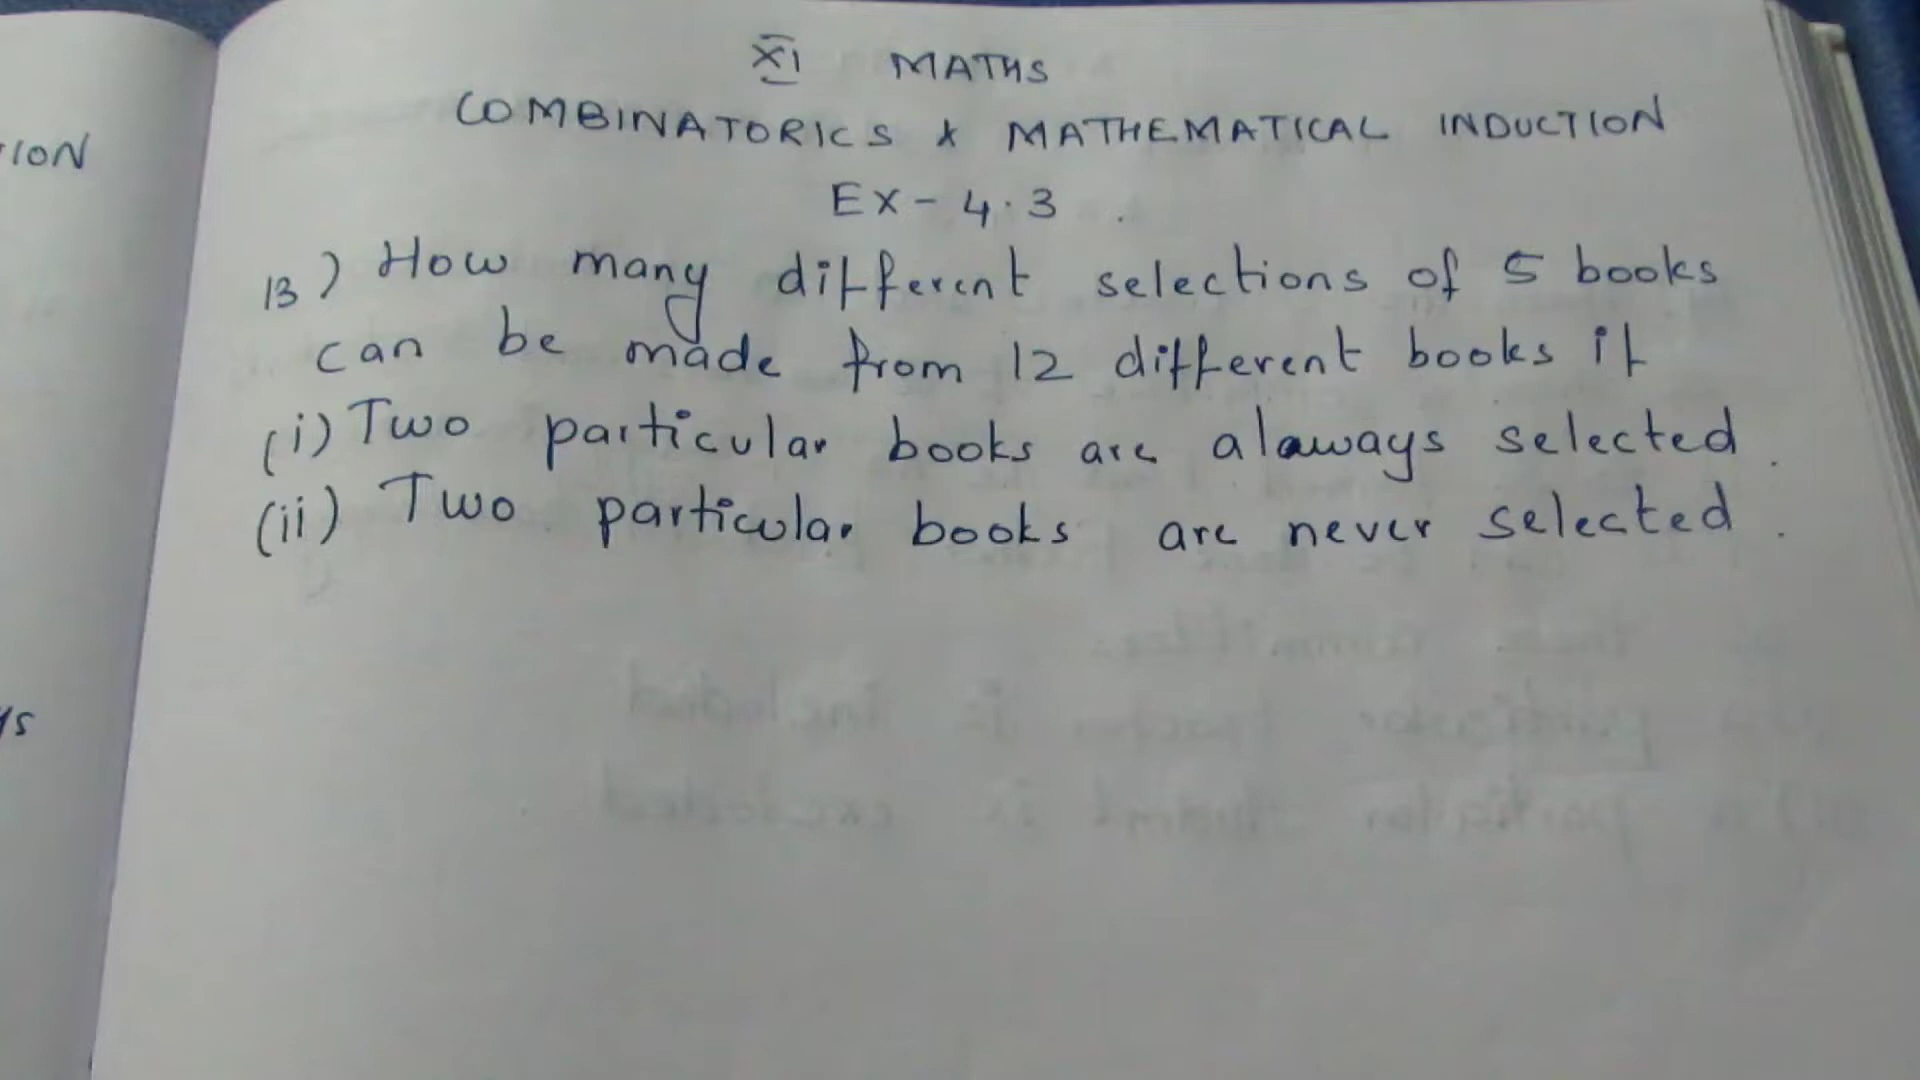 XI MATHS
COMBINATORICS & MATHEMATICAL INDUCTION
EX - 4.3
13) How many different selections of 5 books
can be made from 12 different books if
(i) Two particular books are alaways selected.
(ii) Two particular books are never selected.